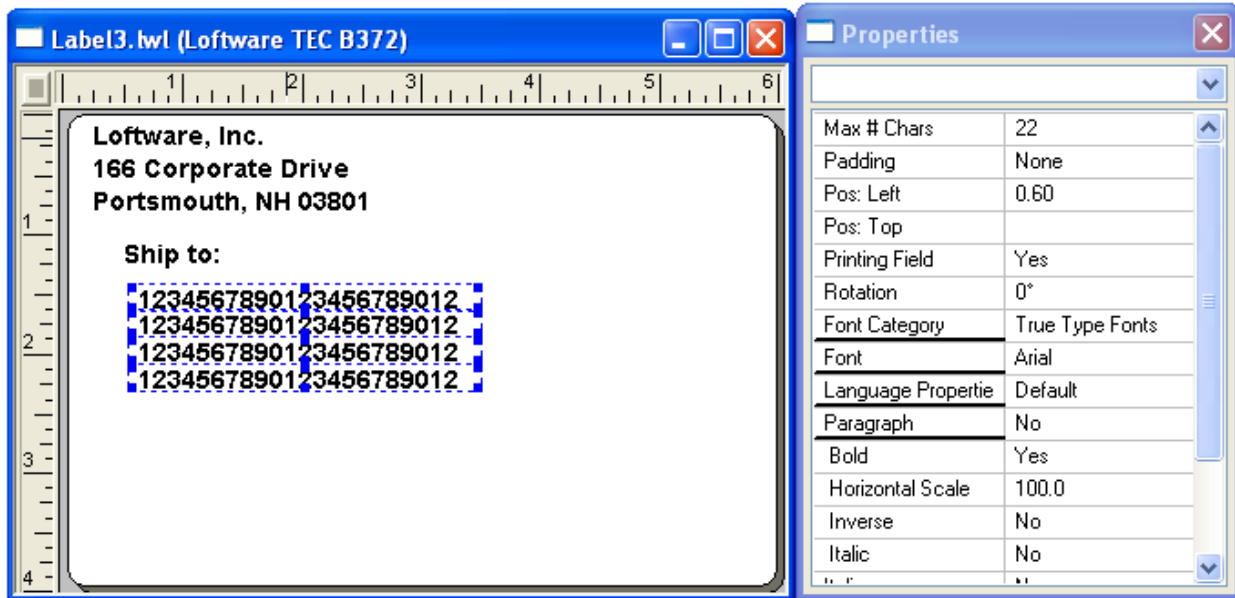 Label3.lwl (Loftware TEC B372)
1 2 3 4 5 6
1
2
3
4
Loftware, Inc.
166 Corporate Drive
Portsmouth, NH 03801
Ship to:
1234567890123456789012
1234567890123456789012
1234567890123456789012
1234567890123456789012
Properties
Max # Chars 22
Padding None
Pos: Left 0.60
Pos: Top
Printing Field Yes
Rotation 0°
Font Category True Type Fonts
Font Arial
Language Propertie Default
Paragraph No
Bold Yes
Horizontal Scale 100.0
Inverse No
Italic No